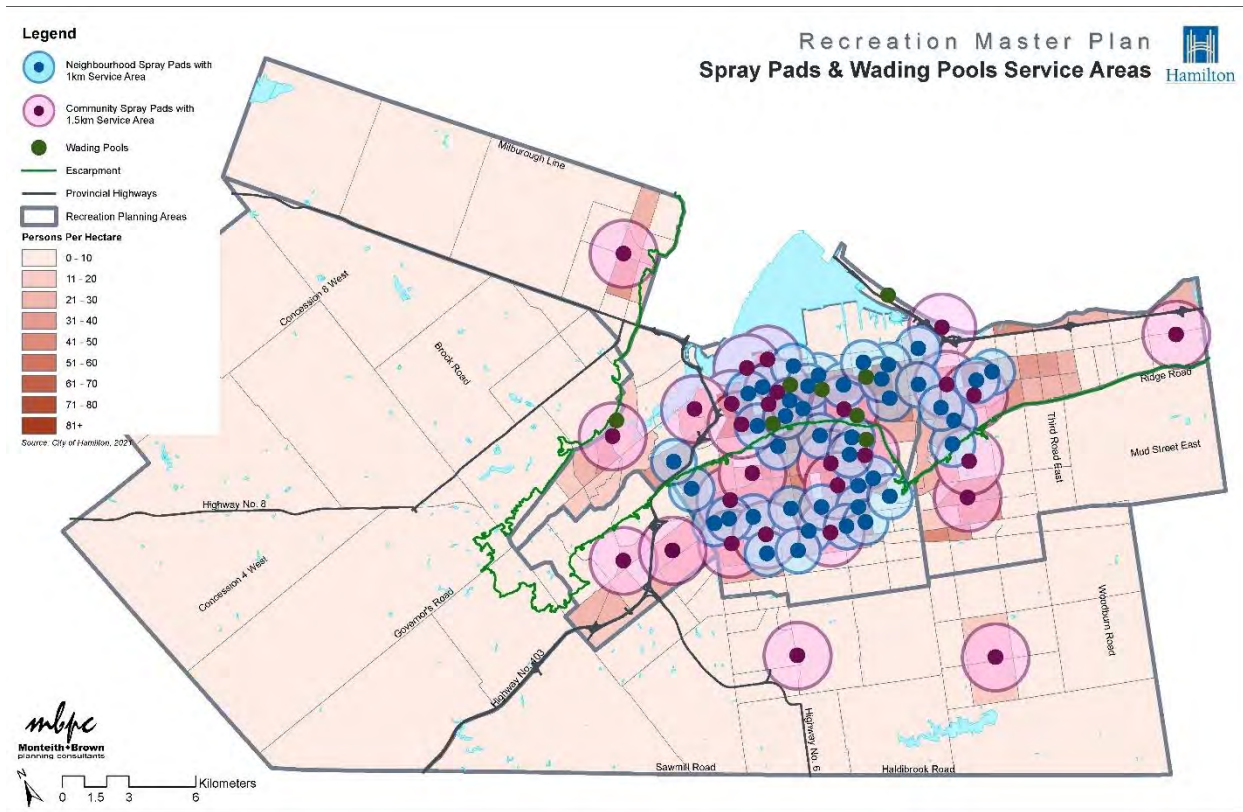 Legend
Neighbourhood Spray Pads with
1km Service Area
Community Spray Pads with
1.5km Service Area
Wading Pools
Escarpment
Provincial Highways
Recreation Planning Areas
Persons Per Hectare
0 - 10
11 - 20
21 - 30
31 - 40
41 - 50
51 - 60
61 - 70
71 - 80
81+
Source: City of Hamilton, 2021
Recreation Master Plan
Spray Pads & Wading Pools Service Areas
Hamilton
Milburough Line
Concession 8 West
Brock Road
Ridge Road
Third Road East
Mud Street East
Highway No. 8
Concession 4 West
Governor's Road
Highway No. 403
Woodburn Road
Highway No. 6
Sawmill Road
Haldibrook Road
mbpc
Monteith+Brown
planning consultants
N
Kilometers
0 1.5 3 6